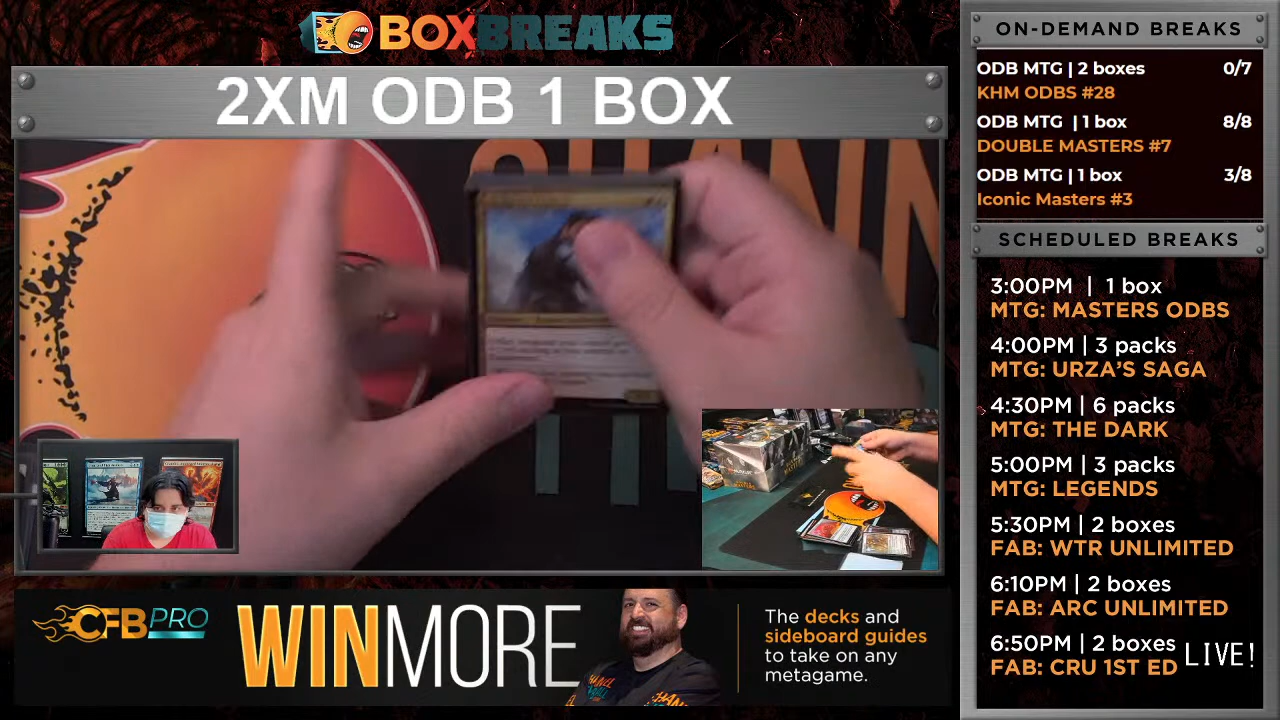 BOXBREAKS
2XM ODB 1 BOX
CHANN
CFB PRO
WINMORE
The decks and
sideboard guides
to take on any
metagame.
ON-DEMAND BREAKS
ODB MTG | 2 boxes 0/7
KHM ODBS #28
ODB MTG | 1 box 8/8
DOUBLE MASTERS #7
ODB MTG | 1 box 3/8
Iconic Masters #3
SCHEDULED BREAKS
3:00PM | 1 box
MTG: MASTERS ODBS
4:00PM | 3 packs
MTG: URZA'S SAGA
4:30PM | 6 packs
MTG: THE DARK
5:00PM | 3 packs
MTG: LEGENDS
5:30PM | 2 boxes
FAB: WTR UNLIMITED
6:10PM | 2 boxes
FAB: ARC UNLIMITED
6:50PM | 2 boxes
FAB: CRU 1ST ED
LIVE!